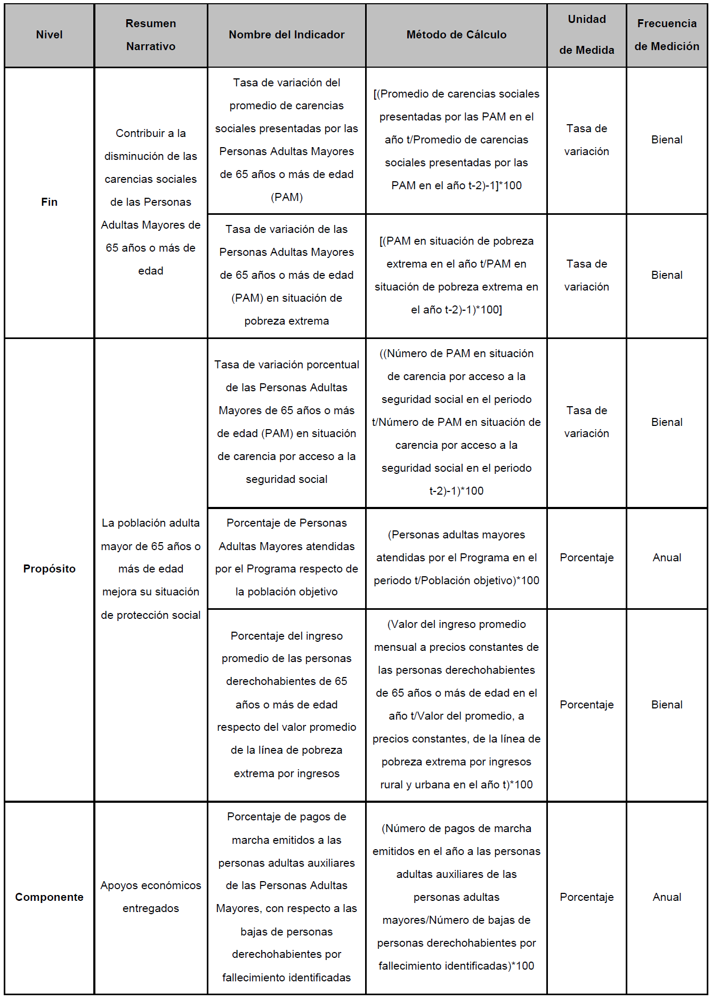 Nivel
Resumen
Narrativo
Nombre del Indicador
Método de Cálculo
Unidad
de Medida
Frecuencia
de Medición
Fin
Contribuir a la
disminución de las
carencias sociales
de las Personas
Adultas Mayores de
65 años o más de
edad
Tasa de variación del
promedio de carencias
sociales presentadas por las
Personas Adultas Mayores
de 65 años o más de edad
(PAM)
[(Promedio de carencias sociales
presentadas por las PAM en el
año t/Promedio de carencias
sociales presentadas por las
PAM en el año t-2)-1]*100
Tasa de
variación
Bienal
Tasa de variación de las
Personas Adultas Mayores
de 65 años o más de edad
(PAM) en situación de
pobreza extrema
[(PAM en situación de pobreza
extrema en el año t/PAM en
situación de pobreza extrema en
el año t-2)-1)*100]
Tasa de
variación
Bienal
Propósito
La población adulta
mayor de 65 años o
más de edad
mejora su situación
de protección social
Tasa de variación porcentual
de las Personas Adultas
Mayores de 65 años o más
de edad (PAM) en situación
de carencia por acceso a la
seguridad social
((Número de PAM en situación
de carencia por acceso a la
seguridad social en el periodo
t/Número de PAM en situación de
carencia por acceso a la
seguridad social en el periodo
t-2)-1)*100
Tasa de
variación
Bienal
Porcentaje de Personas
Adultas Mayores atendidas
por el Programa respecto de
la población objetivo
(Personas adultas mayores
atendidas por el Programa en el
periodo t/Población objetivo)*100
Porcentaje
Anual
Porcentaje del ingreso
promedio de las personas
derechohabientes de 65
años o más de edad
respecto del valor promedio
de la línea de pobreza
extrema por ingresos
(Valor del ingreso promedio
mensual a precios constantes de
las personas derechohabientes
de 65 años o más de edad en el
año t/Valor del promedio, a
precios constantes, de la línea de
pobreza extrema por ingresos
rural y urbana en el año t)*100
Porcentaje
Bienal
Componente
Apoyos económicos
entregados
Porcentaje de pagos de
marcha emitidos a las
personas adultas auxiliares
de las Personas Adultas
Mayores, con respecto a las
bajas de personas
derechohabientes por
fallecimiento identificadas
(Número de pagos de marcha
emitidos en el año a las personas
adultas auxiliares de las
personas adultas
mayores/Número de bajas de
personas derechohabientes por
fallecimiento identificadas)*100
Porcentaje
Anual